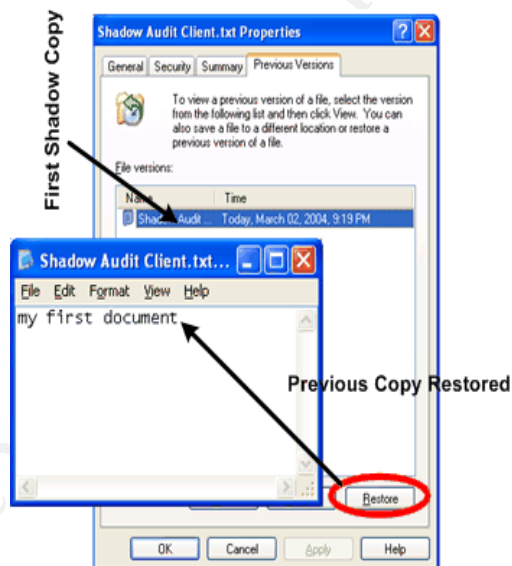 First Shadow Copy
Shadow Audit Client.txt Properties
General Security Summary Previous Versions
To view a previous version of a file, select the version
from the following list and then click View. You can
also save a file to a different location or restore a
previous version of a file.
File versions:
Name Time
Shadow Audit ... Today, March 02, 2004, 9:19 PM
Shadow Audit Client.txt...
File Edit Format View Help
my first document
Previous Copy Restored
Restore
OK Cancel Apply Help